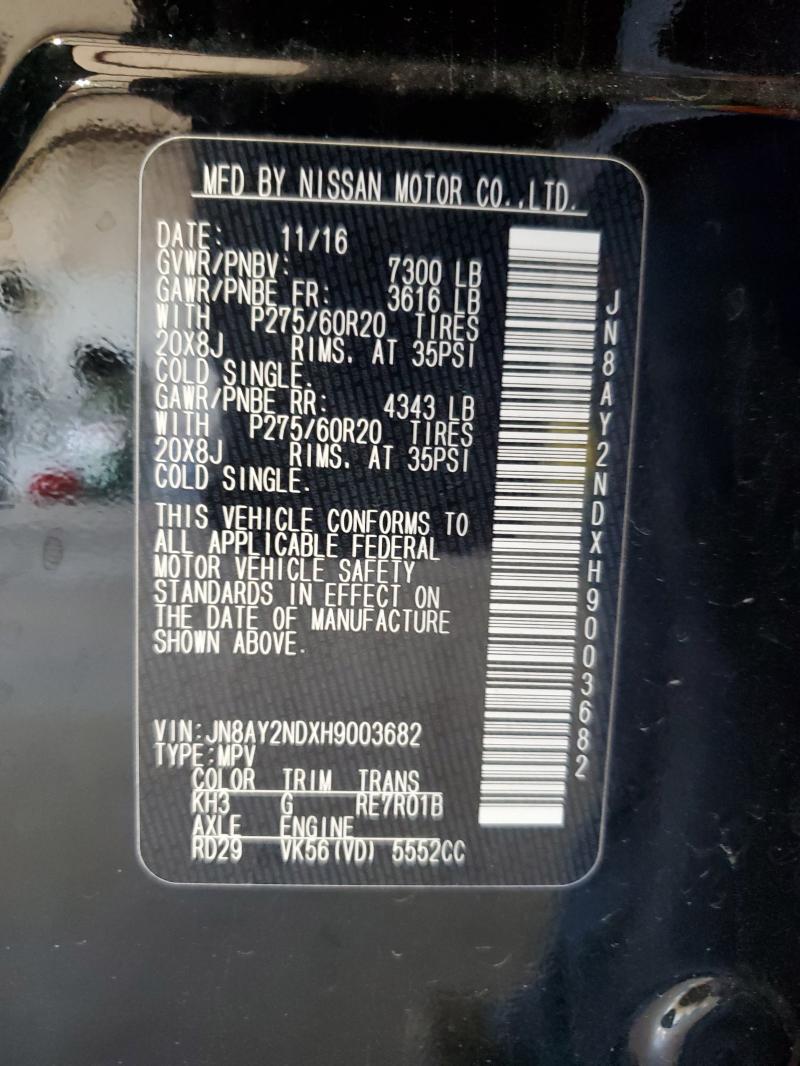 MFD BY NISSAN MOTOR CO.,LTD.
DATE: 11/16
GVWR/PNBV: 7300 LB
GAWR/PNBE FR: 3616 LB
WITH P275/60R20 TIRES
20X8J RIMS. AT 35PSI
COLD SINGLE.
GAWR/PNBE RR: 4343 LB
WITH P275/60R20 TIRES
20X8J RIMS. AT 35PSI
COLD SINGLE.
THIS VEHICLE CONFORMS TO
ALL APPLICABLE FEDERAL
MOTOR VEHICLE SAFETY
STANDARDS IN EFFECT ON
THE DATE OF MANUFACTURE
SHOWN ABOVE.
VIN:JN8AY2NDXH9003682
TYPE:MPV
COLOR TRIM TRANS
KH3 G RE7R01B
AXLE ENGINE
RD29 VK56(VD) 5552CC
JN8AY2NDXH9003682